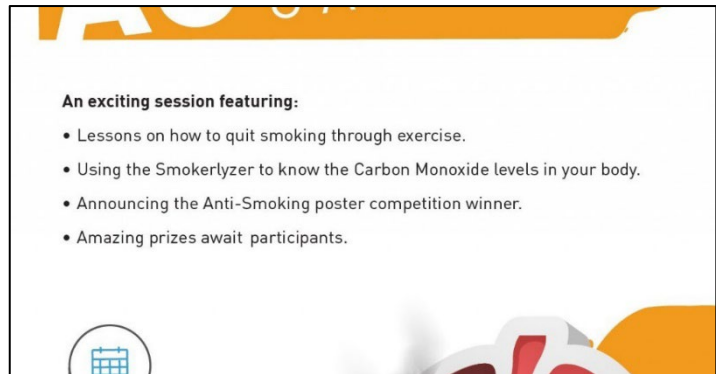 An exciting session featuring:
• Lessons on how to quit smoking through exercise.
• Using the Smokerlyzer to know the Carbon Monoxide levels in your body.
• Announcing the Anti-Smoking poster competition winner.
• Amazing prizes await participants.